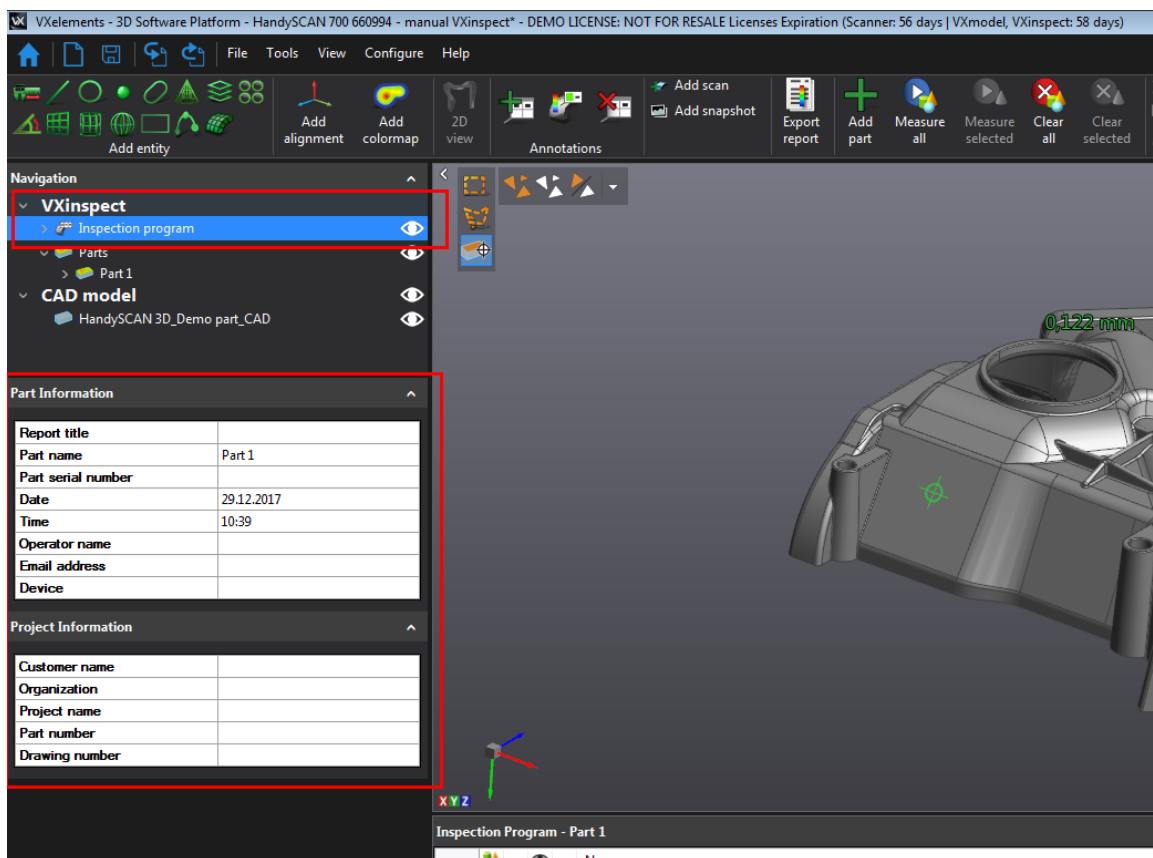 VXelements - 3D Software Platform - HandySCAN 700 660994 - manual VXinspect* - DEMO LICENSE: NOT FOR RESALE Licenses Expiration (Scanner: 56 days | VXmodel, VXinspect: 58 days)
File Tools View Configure Help
Add entity
Add alignment
Add colormap
2D view
Annotations
Add scan
Add snapshot
Export report
Add part
Measure all
Measure selected
Clear all
Clear selected
Navigation
VXinspect
Inspection program
Parts
Part 1
CAD model
HandySCAN 3D_Demo part_CAD
0,122 mm
Part Information
Report title
Part name Part 1
Part serial number
Date 29.12.2017
Time 10:39
Operator name
Email address
Device
Project Information
Customer name
Organization
Project name
Part number
Drawing number
X Y Z
Inspection Program - Part 1